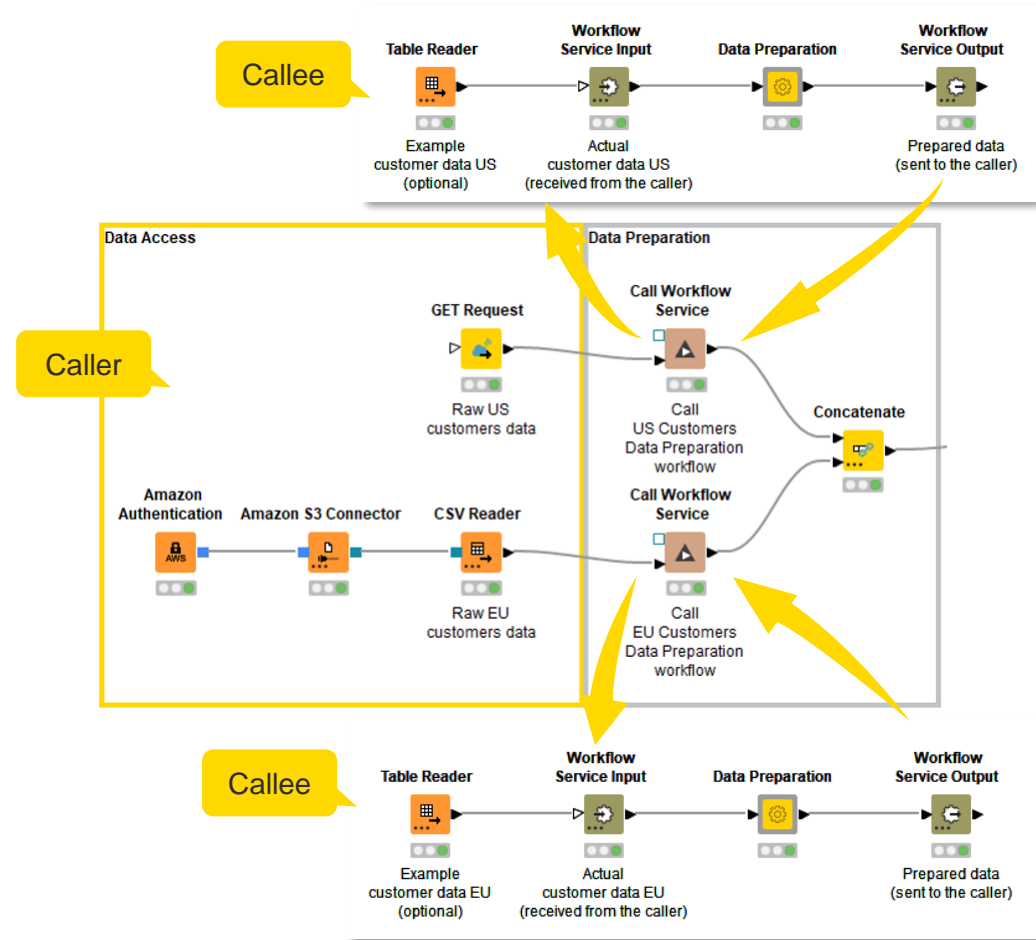 Callee
Table Reader
Workflow
Service Input
Data Preparation
Workflow
Service Output
Example
customer data US
(optional)
Actual
customer data US
(received from the caller)
Prepared data
(sent to the caller)
Data Access
Data Preparation
Caller
GET Request
Raw US
customers data
Call Workflow
Service
Call
US Customers
Data Preparation
workflow
Concatenate
Amazon
Authentication
AWS
Amazon S3 Connector
CSV Reader
Raw EU
customers data
Call Workflow
Service
Call
EU Customers
Data Preparation
workflow
Callee
Table Reader
Workflow
Service Input
Data Preparation
Workflow
Service Output
Example
customer data EU
(optional)
Actual
customer data EU
(received from the caller)
Prepared data
(sent to the caller)